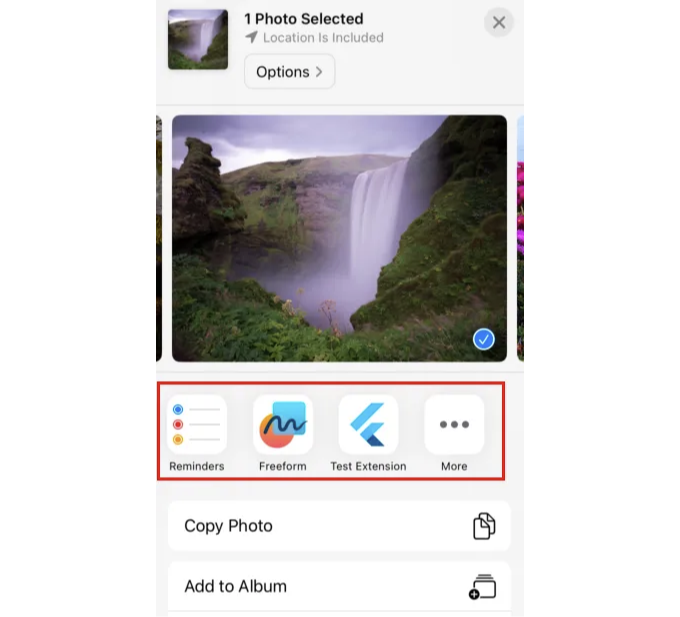 1 Photo Selected
Location Is Included
Options
Reminders
Freeform
Test Extension
More
Copy Photo
Add to Album